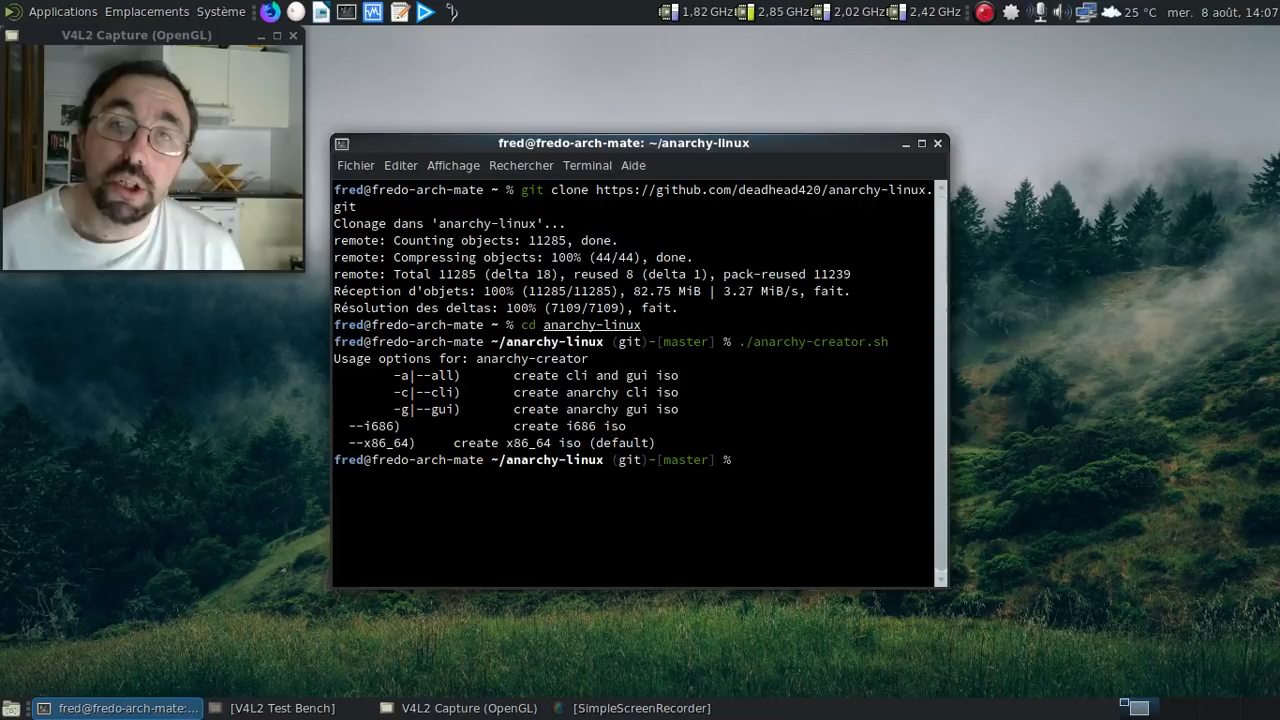 Applications Emplacements Système
1,82 GHz 2,85 GHz 2,02 GHz 2,42 GHz 25 °C mer. 8 août, 14:07
V4L2 Capture (OpenGL)
fred@fredo-arch-mate: ~/anarchy-linux
Fichier Editer Affichage Rechercher Terminal Aide
fred@fredo-arch-mate ~ % git clone https://github.com/deadhead420/anarchy-linux.
git
Clonage dans 'anarchy-linux'...
remote: Counting objects: 11285, done.
remote: Compressing objects: 100% (44/44), done.
remote: Total 11285 (delta 18), reused 8 (delta 1), pack-reused 11239
Réception d'objets: 100% (11285/11285), 82.75 MiB | 3.27 MiB/s, fait.
Résolution des deltas: 100% (7109/7109), fait.
fred@fredo-arch-mate ~ % cd anarchy-linux
fred@fredo-arch-mate ~/anarchy-linux (git)-[master] % ./anarchy-creator.sh
Usage options for: anarchy-creator
-a|--all) create cli and gui iso
-c|--cli) create anarchy cli iso
-g|--gui) create anarchy gui iso
--i686) create i686 iso
--x86_64) create x86_64 iso (default)
fred@fredo-arch-mate ~/anarchy-linux (git)-[master] %
fred@fredo-arch-mate:... [V4L2 Test Bench] V4L2 Capture (OpenGL) [SimpleScreenRecorder]